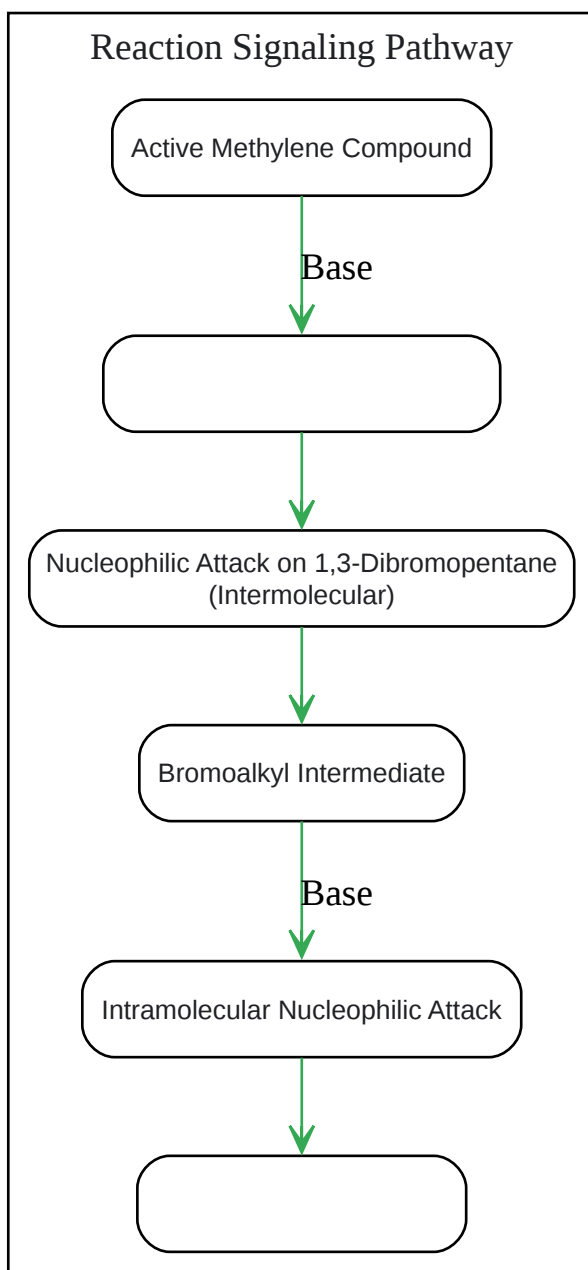 Reaction Signaling Pathway
Active Methylene Compound
Base
Nucleophilic Attack on 1,3-Dibromopentane
(Intermolecular)
Bromoalkyl Intermediate
Base
Intramolecular Nucleophilic Attack